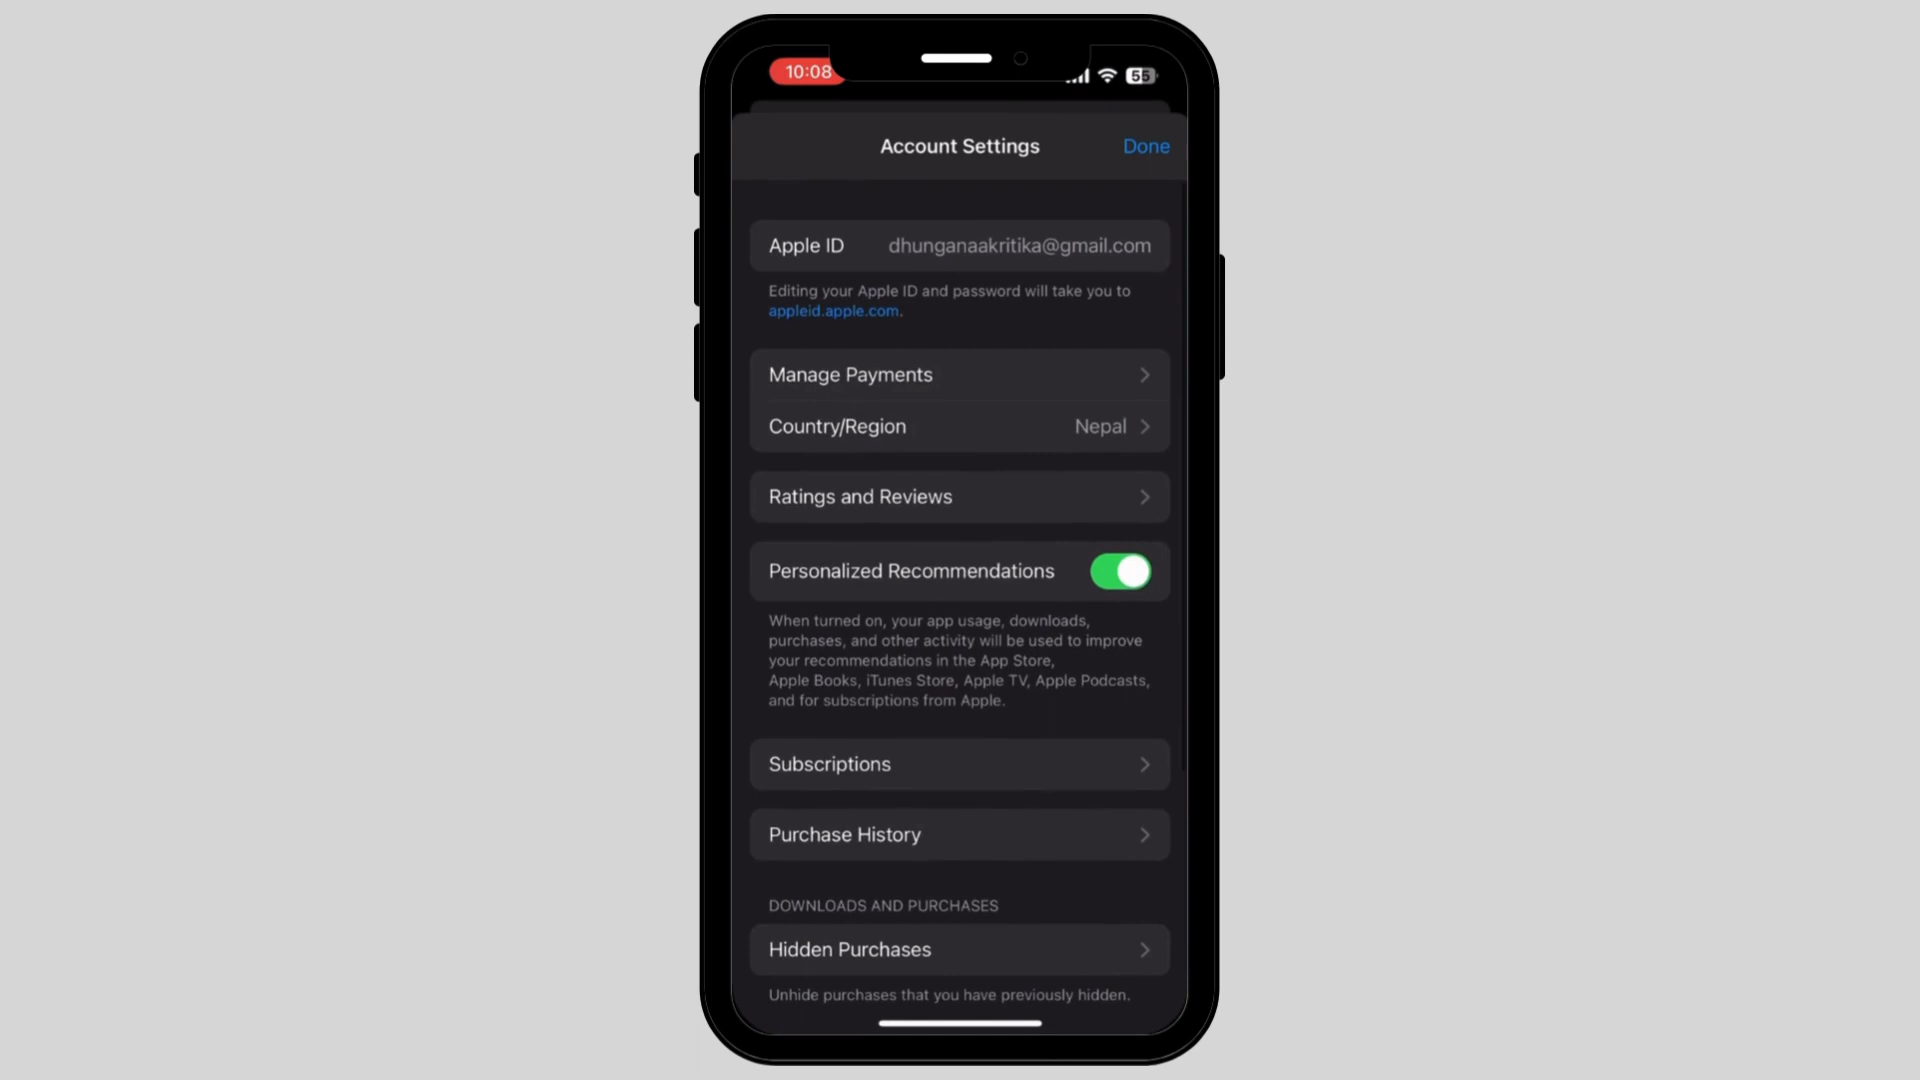 10:08
55
Account Settings
Done
Apple ID dhunganaakritika@gmail.com
Editing your Apple ID and password will take you to
appleid.apple.com.
Manage Payments
Country/Region Nepal
Ratings and Reviews
Personalized Recommendations
When turned on, your app usage, downloads,
purchases, and other activity will be used to improve
your recommendations in the App Store,
Apple Books, iTunes Store, Apple TV, Apple Podcasts,
and for subscriptions from Apple.
Subscriptions
Purchase History
DOWNLOADS AND PURCHASES
Hidden Purchases
Unhide purchases that you have previously hidden.